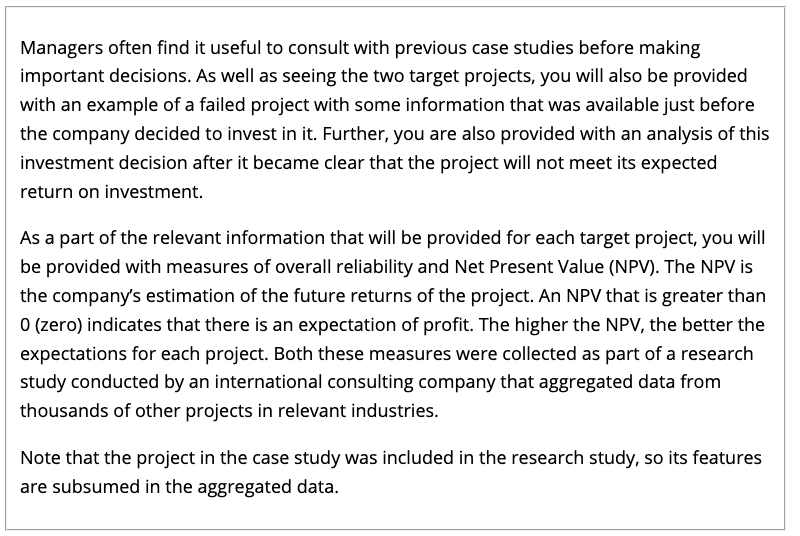 Managers often find it useful to consult with previous case studies before making
important decisions. As well as seeing the two target projects, you will also be provided
with an example of a failed project with some information that was available just before
the company decided to invest in it. Further, you are also provided with an analysis of this
investment decision after it became clear that the project will not meet its expected
return on investment.
As a part of the relevant information that will be provided for each target project, you will
be provided with measures of overall reliability and Net Present Value (NPV). The NPV is
the company’s estimation of the future returns of the project. An NPV that is greater than
0 (zero) indicates that there is an expectation of profit. The higher the NPV, the better the
expectations for each project. Both these measures were collected as part of a research
study conducted by an international consulting company that aggregated data from
thousands of other projects in relevant industries.
Note that the project in the case study was included in the research study, so its features
are subsumed in the aggregated data.